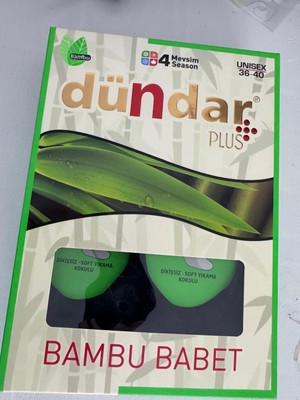 bambu
4 Mevsim
Season
UNISEX
36-40
dündar®
PLUS
DİKİŞSİZ - SOFT YIKAMA
KOKULU
DİKİŞSİZ - SOFT YIKAMA
KOKULU
BAMBU BABET